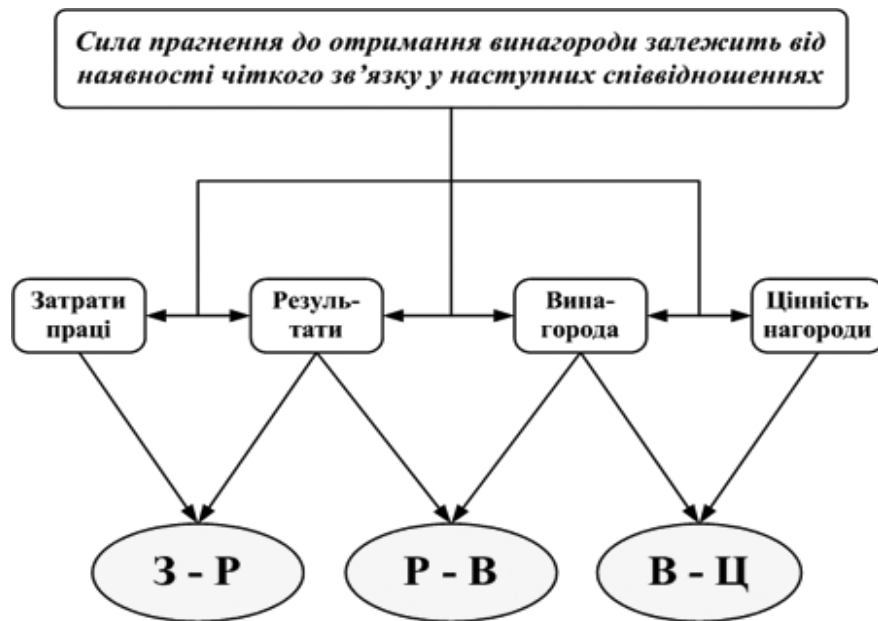 Сила прагнення до отримання винагороди залежить від
наявності чіткого зв’язку у наступних співвідношеннях
Затрати
праці
Резуль-
тати
Вина-
города
Цінність
нагороди
З - Р
Р - В
В - Ц